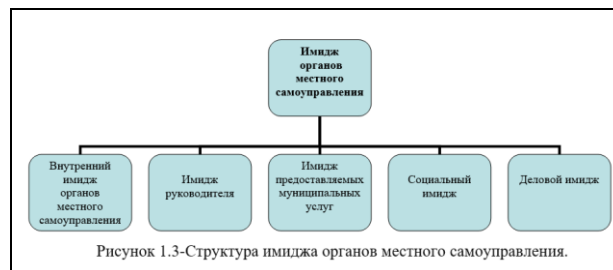 Имидж
органов
местного
самоуправления
Внутренний
имидж
органов
местного
самоуправления
Имидж
руководителя
Имидж
предоставляемых
муниципальных
услуг
Социальный
имидж
Деловой имидж
Рисунок 1.3-Структура имиджа органов местного самоуправления.